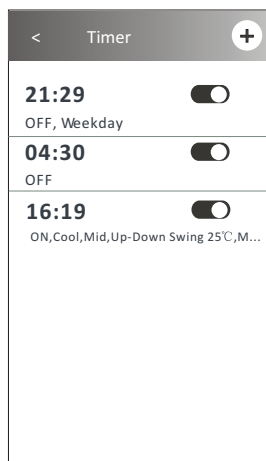 < Timer +
21:29
OFF, Weekday
04:30
OFF
16:19
ON,Cool,Mid,Up-Down Swing 25℃,M...